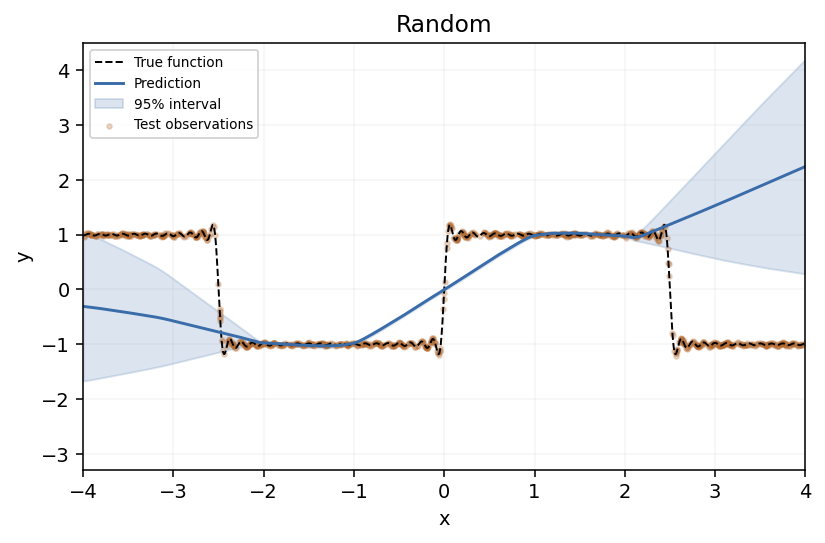 Random
True function
Prediction
95% interval
Test observations
4
3
2
1
0
−1
−2
−3
y
−4 −3 −2 −1 0 1 2 3 4
x